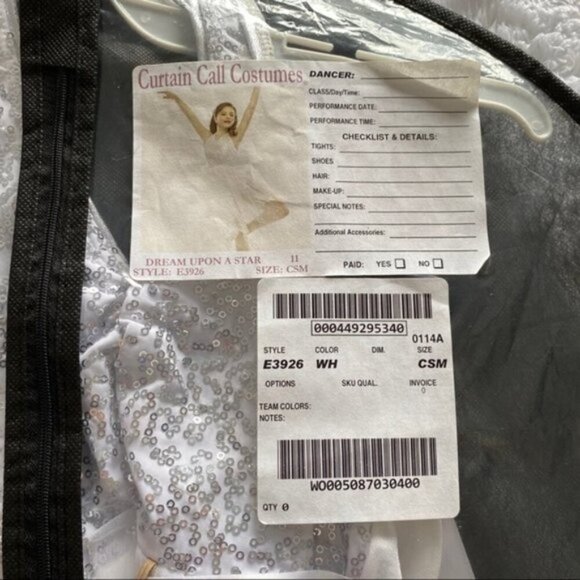 Curtain Call Costumes
DREAM UPON A STAR 11
STYLE: E3926 SIZE: CSM
DANCER:
CLASS/Day/Time:
PERFORMANCE DATE:
PERFORMANCE TIME:
CHECKLIST & DETAILS:
TIGHTS:
SHOES
HAIR:
MAKE-UP:
SPECIAL NOTES:
Additional Accessories:
PAID: YES NO
000449295340
0114A
STYLE COLOR DIM. SIZE
E3926 WH CSM
OPTIONS SKU QUAL. INVOICE
0
TEAM COLORS:
NOTES:
WO005087030400
QTY 0